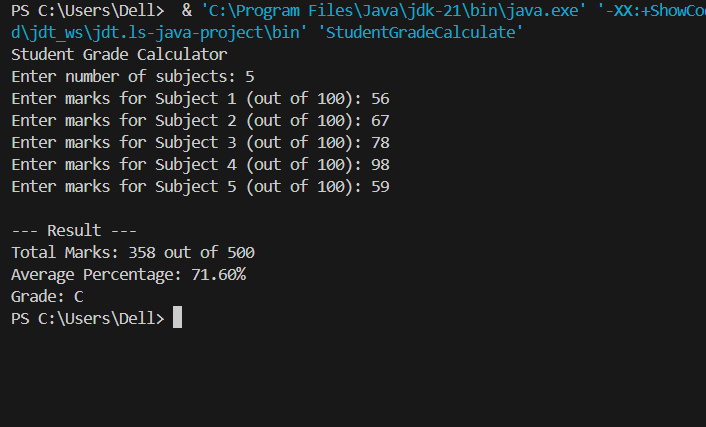 PS C:\Users\Dell>  & 'C:\Program Files\Java\jdk-21\bin\java.exe' '-XX:+ShowCo
d\jdt_ws\jdt.ls-java-project\bin' 'StudentGradeCalculate'
Student Grade Calculator
Enter number of subjects: 5
Enter marks for Subject 1 (out of 100): 56
Enter marks for Subject 2 (out of 100): 67
Enter marks for Subject 3 (out of 100): 78
Enter marks for Subject 4 (out of 100): 98
Enter marks for Subject 5 (out of 100): 59

--- Result ---
Total Marks: 358 out of 500
Average Percentage: 71.60%
Grade: C
PS C:\Users\Dell>